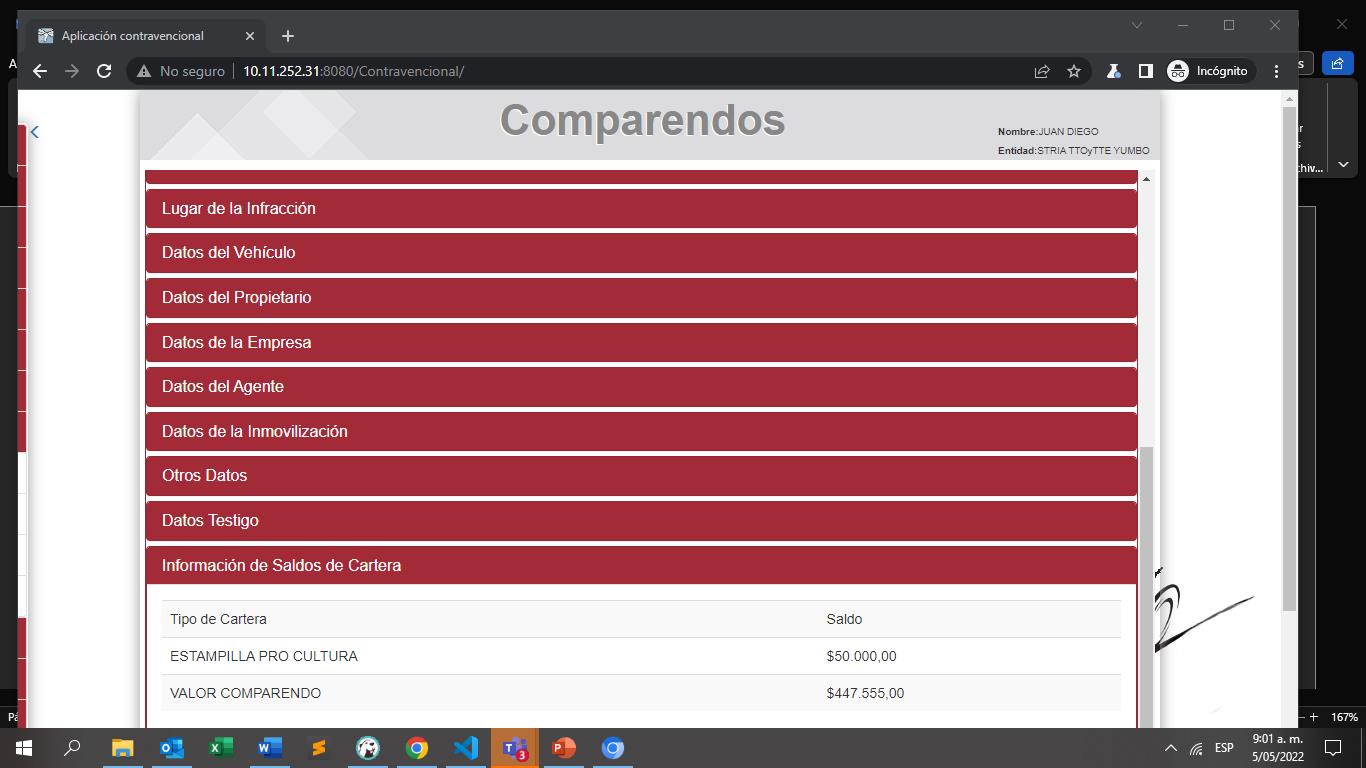 Aplicación contravencional
No seguro
10.11.252.31:8080/Contravencional/
Incógnito
Comparendos
Nombre:JUAN DIEGO
Entidad:STRIA TTOyTTE YUMBO
Lugar de la Infracción
Datos del Vehículo
Datos del Propietario
Datos de la Empresa
Datos del Agente
Datos de la Inmovilización
Otros Datos
Datos Testigo
Información de Saldos de Cartera
Tipo de Cartera Saldo
ESTAMPILLA PRO CULTURA $50.000,00
VALOR COMPARENDO $447.555,00
167%
3
ESP
9:01 a. m.
5/05/2022